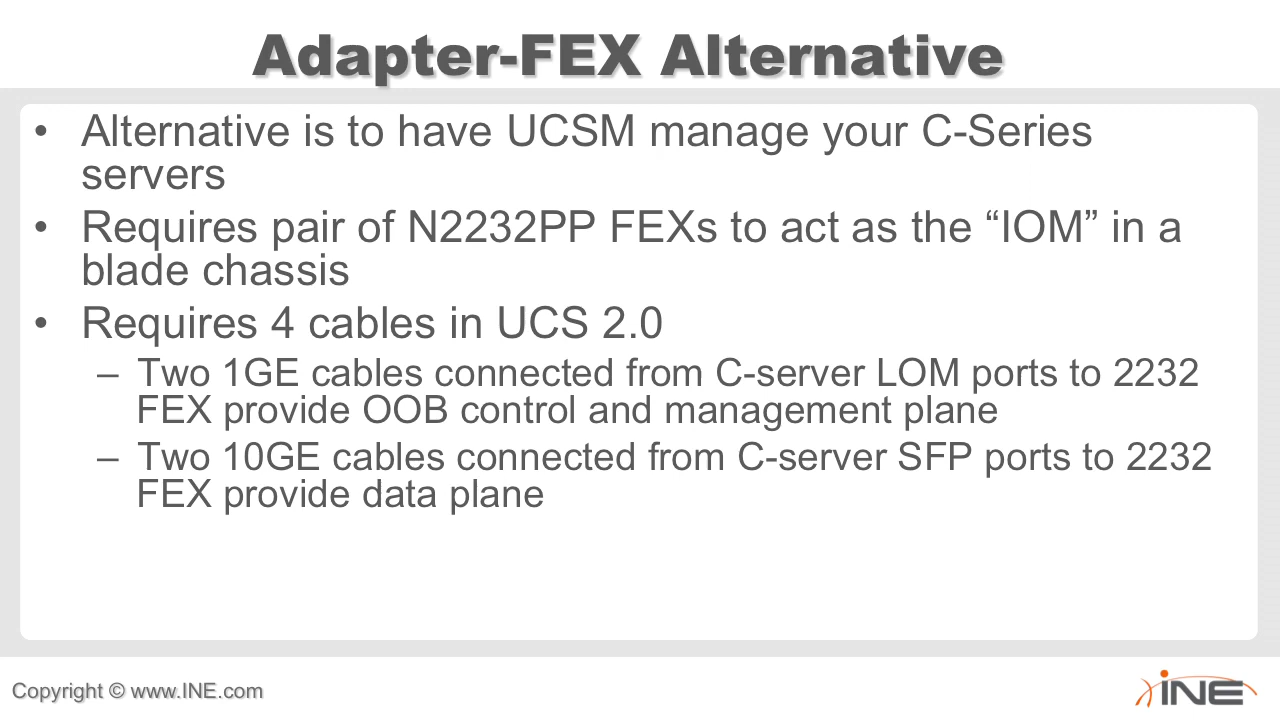 Adapter-FEX Alternative
• Alternative is to have UCSM manage your C-Series
servers
• Requires pair of N2232PP FEXs to act as the “IOM” in a
blade chassis
• Requires 4 cables in UCS 2.0
– Two 1GE cables connected from C-server LOM ports to 2232
FEX provide OOB control and management plane
– Two 10GE cables connected from C-server SFP ports to 2232
FEX provide data plane
Copyright © www.INE.com
iNE